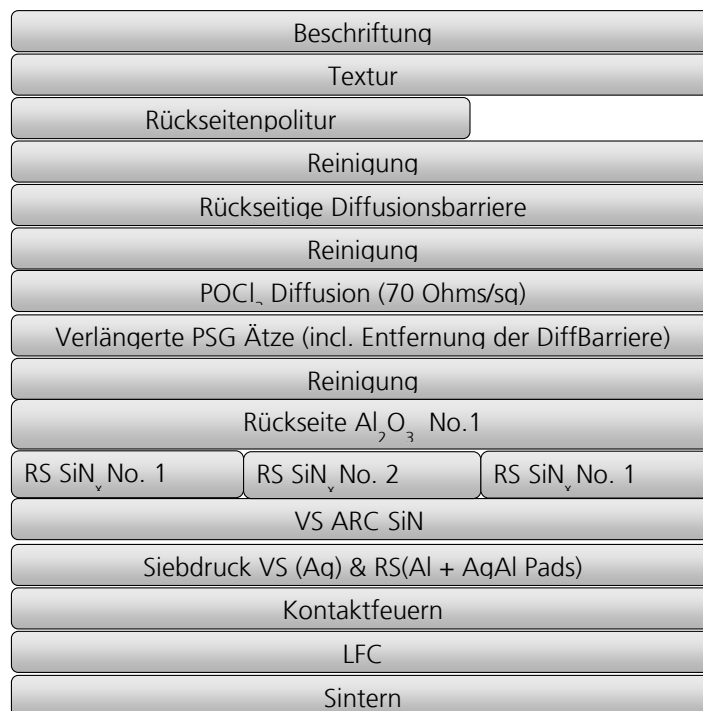 Beschriftung
Textur
Rückseitenpolitur
Reinigung
Rückseitige Diffusionsbarriere
Reinigung
POCl₃ Diffusion (70 Ohms/sq)
Verlängerte PSG Ätze (incl. Entfernung der DiffBarriere)
Reinigung
Rückseite Al₂O₃ No.1
RS SiNₓ No. 1 RS SiNₓ No. 2 RS SiNₓ No. 1
VS ARC SiN
Siebdruck VS (Ag) & RS(Al + AgAl Pads)
Kontaktfeuern
LFC
Sintern